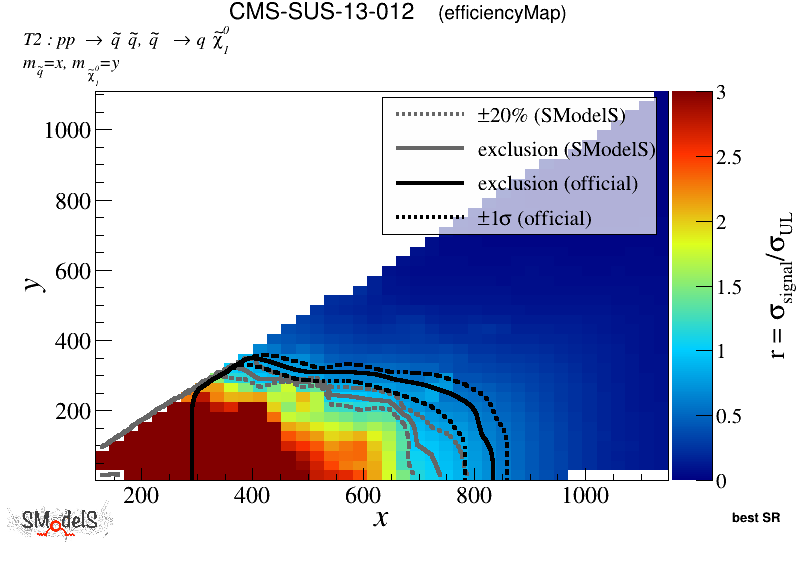 CMS-SUS-13-012 (efficiencyMap)
T2 : pp → q̃ q̃, q̃ → q χ̃₁⁰
m_q̃=x, m_χ̃₁⁰=y
±20% (SModelS)
exclusion (SModelS)
exclusion (official)
±1σ (official)
1000
800
600
400
200
y
200 400 600 800 1000
x
3
2.5
2
1.5
1
0.5
0
r = σ_signal/σ_UL
SModelS
best SR